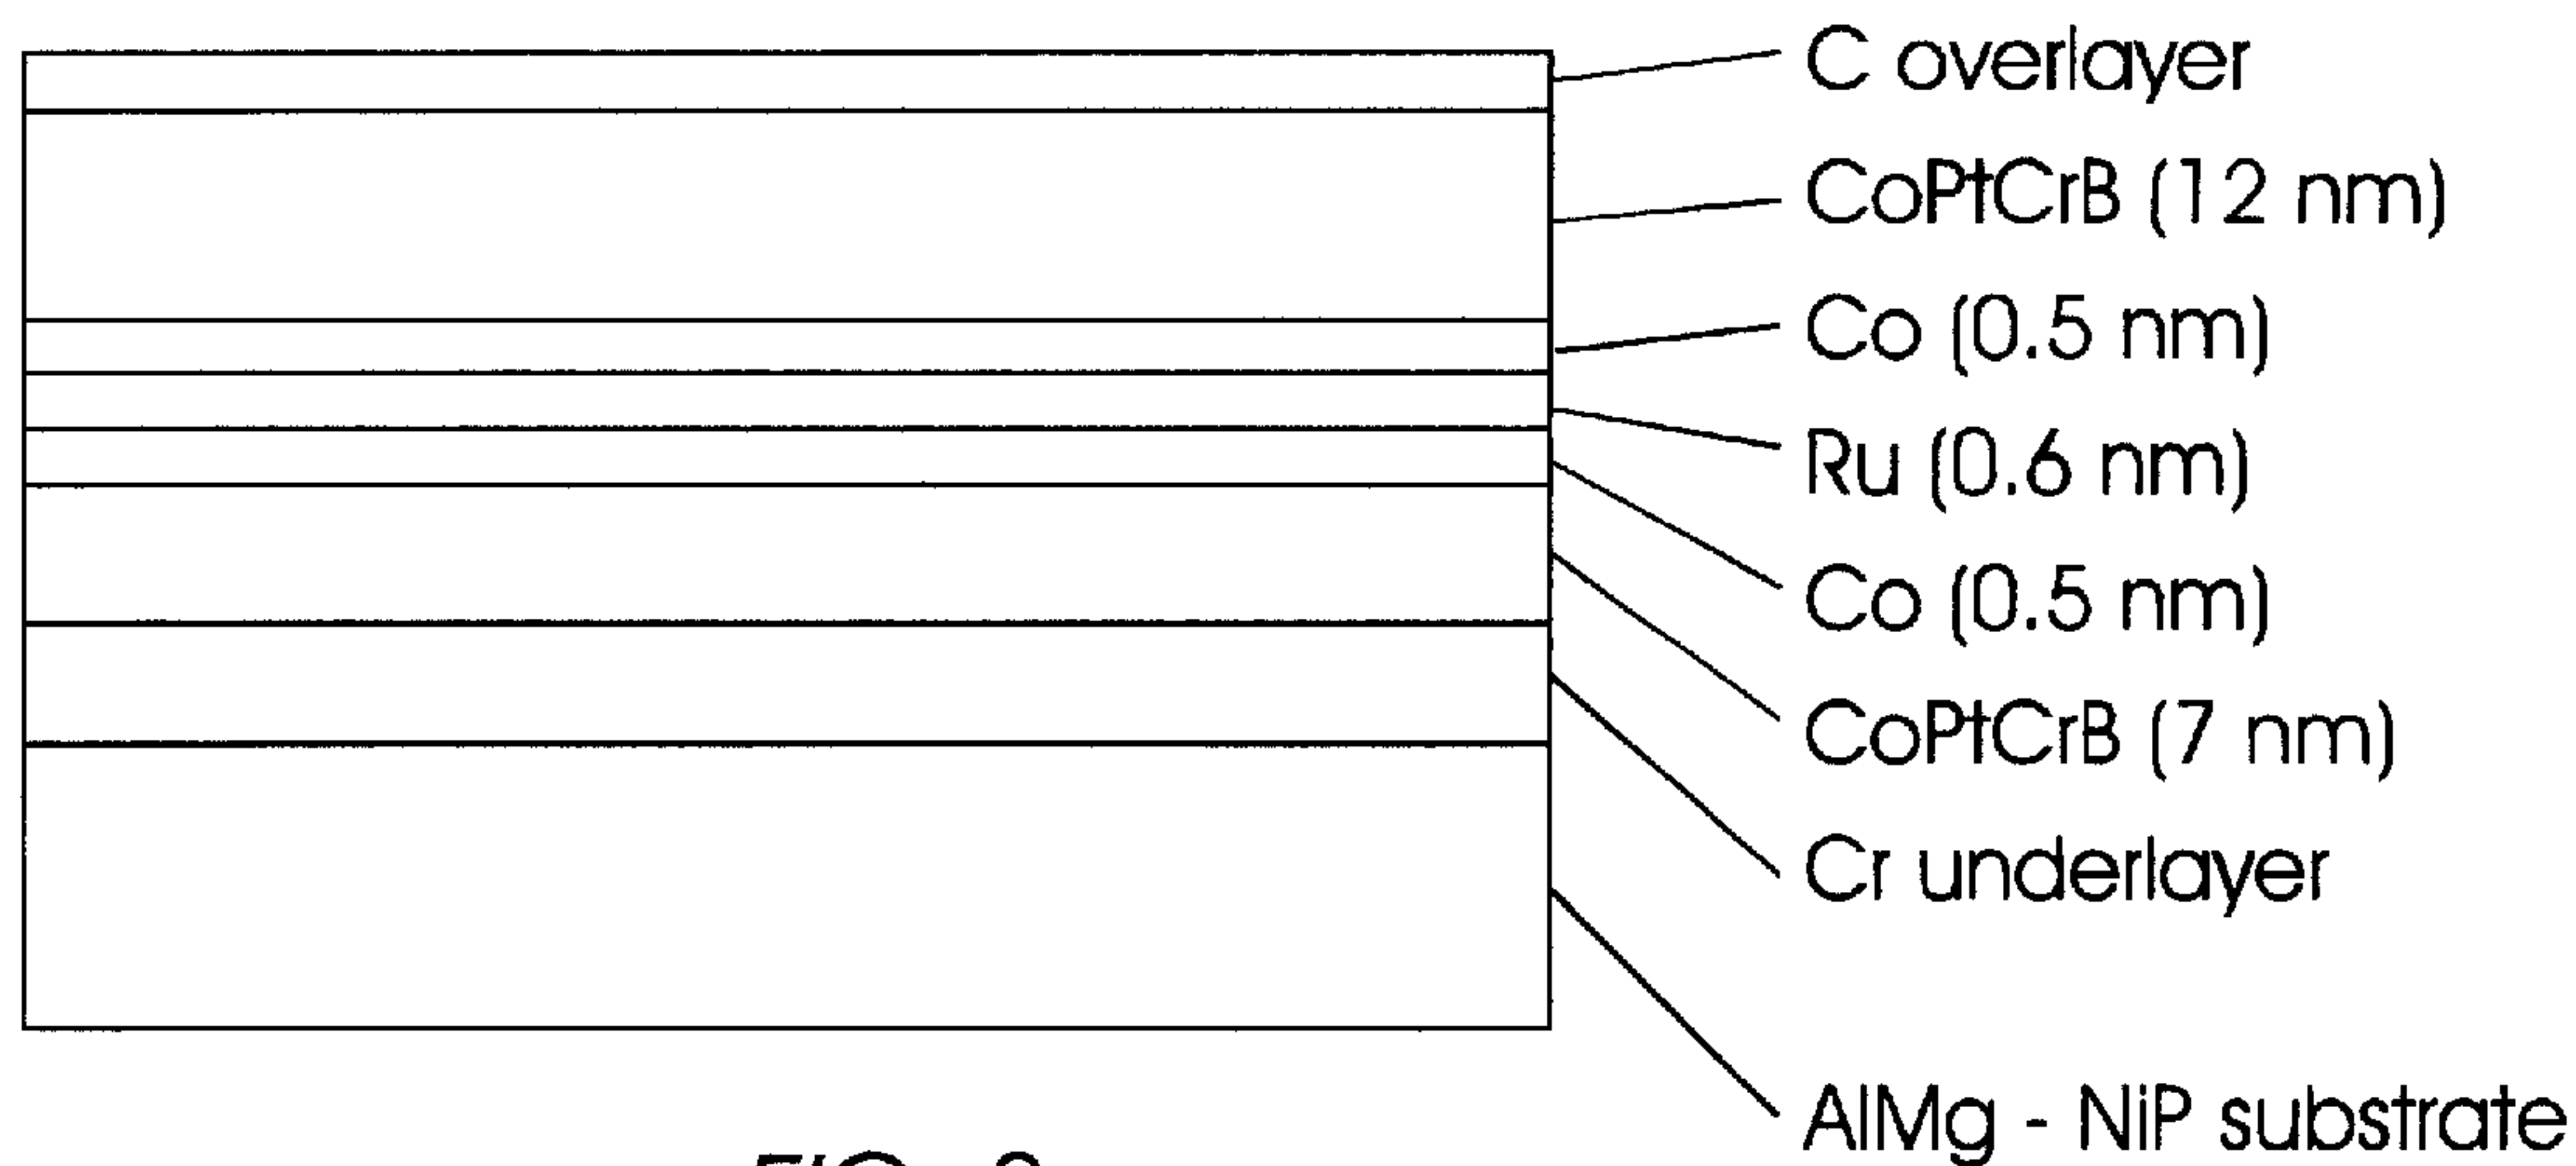 C overlayer
CoPtCrB (12 nm)
Co (0.5 nm)
Ru (0.6 nm)
Co (0.5 nm)
CoPtCrB (7 nm)
Cr underlayer
AlMg - NiP substrate